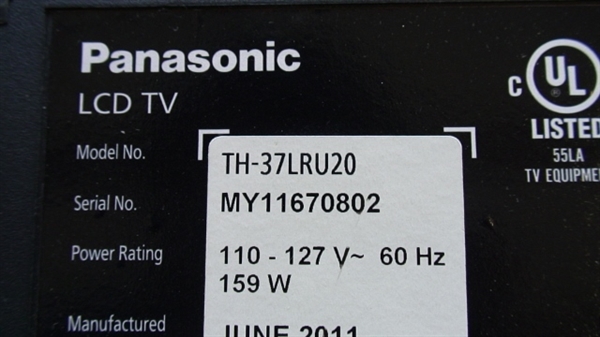 Panasonic
LCD TV
Model No. TH-37LRU20
Serial No. MY11670802
Power Rating 110 - 127 V~ 60 Hz
159 W
Manufactured JUNE 2011
C UL
LISTED
55LA
TV EQUIPME